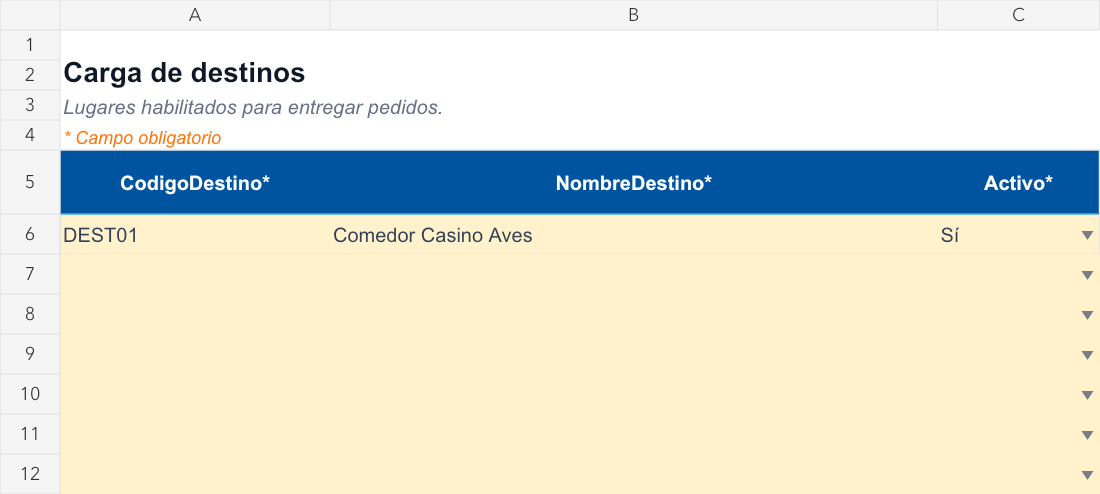 A B C
1
2 Carga de destinos
3 Lugares habilitados para entregar pedidos.
4 * Campo obligatorio
5 CodigoDestino* NombreDestino* Activo*
6 DEST01 Comedor Casino Aves Sí
7
8
9
10
11
12